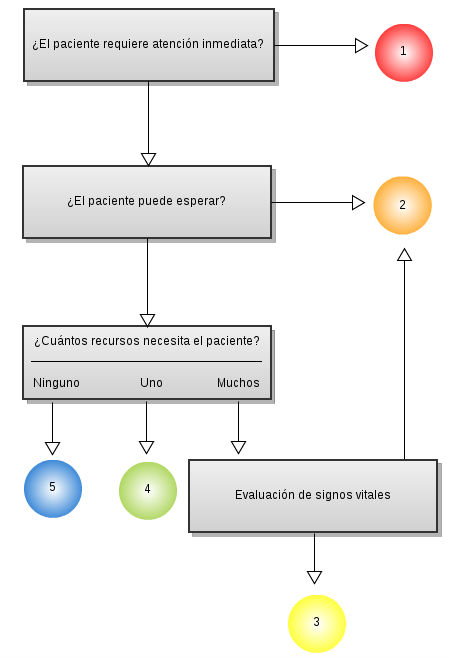 ¿El paciente requiere atención inmediata?
1
¿El paciente puede esperar?
2
¿Cuántos recursos necesita el paciente?
Ninguno Uno Muchos
5
4
Evaluación de signos vitales
3